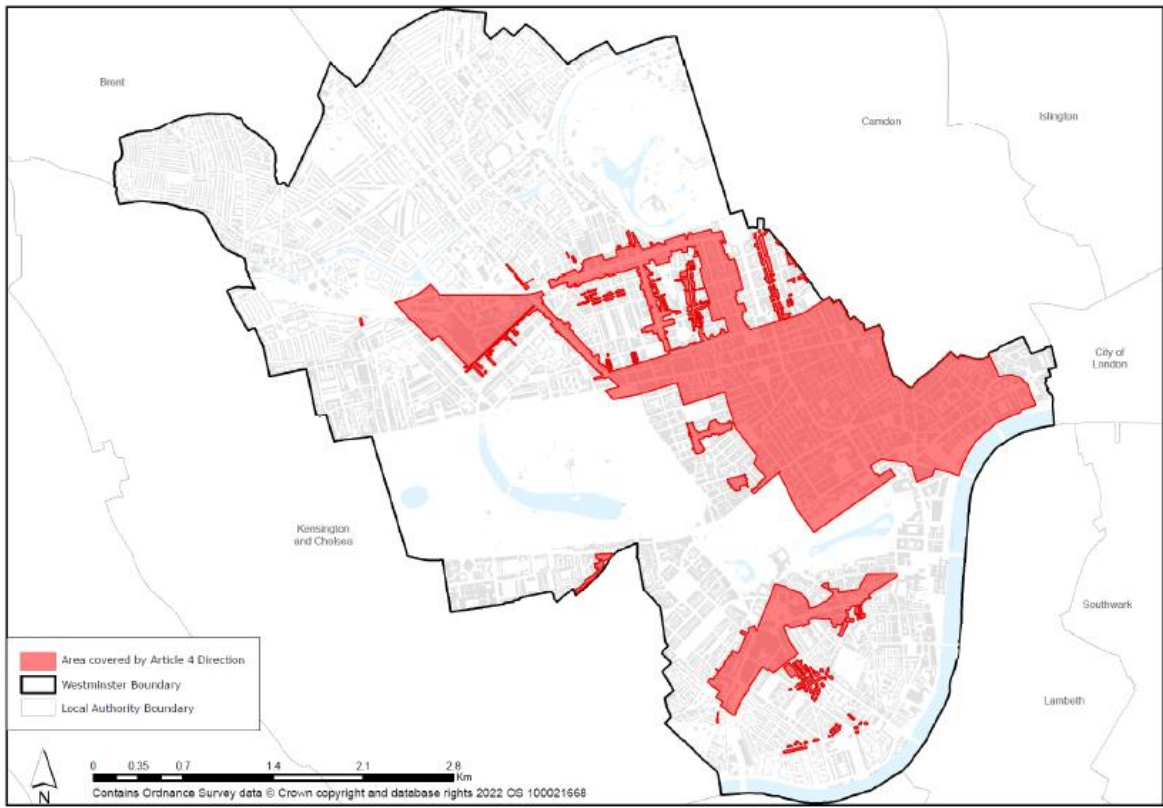 Brent
Camden
Islington
City of
London
Kensington
and Chelsea
Southwark
Lambeth
Area covered by Article 4 Direction
Westminster Boundary
Local Authority Boundary
N
0 0.35 0.7 1.4 2.1 2.8
Km
Contains Ordnance Survey data © Crown copyright and database rights 2022 OS 100021668